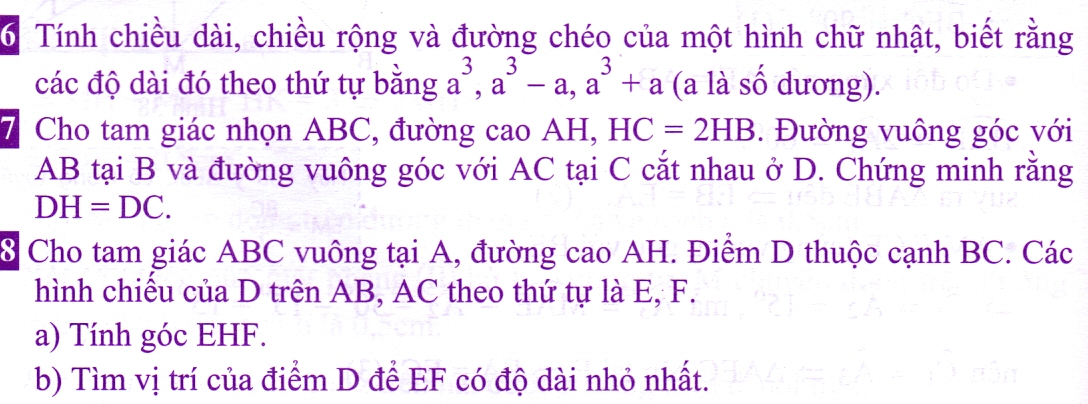 6 Tính chiều dài, chiều rộng và đường chéo của một hình chữ nhật, biết rằng
các độ dài đó theo thứ tự bằng a³, a³ – a, a³ + a (a là số dương).
7 Cho tam giác nhọn ABC, đường cao AH, HC = 2HB. Đường vuông góc với
AB tại B và đường vuông góc với AC tại C cắt nhau ở D. Chứng minh rằng
DH = DC.
8 Cho tam giác ABC vuông tại A, đường cao AH. Điểm D thuộc cạnh BC. Các
hình chiếu của D trên AB, AC theo thứ tự là E, F.
a) Tính góc EHF.
b) Tìm vị trí của điểm D để EF có độ dài nhỏ nhất.